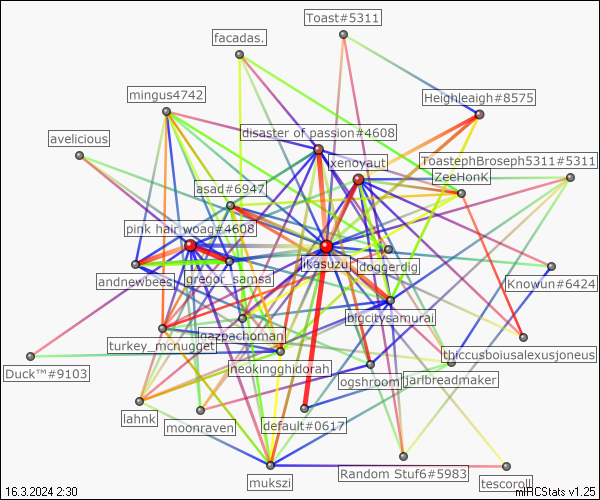 Toast#5311
facadas.
mingus4742
Heighleaigh#8575
disaster of passion#4608
avelicious
xenoyaut
ToastephBroseph5311#5311
ZeeHonK
asad#6947
pink hair woag#4608
ikasuzu
doggerdig
andnewbees
gregor_samsa
Knowun#6424
bigcitysamurai
gazpachoman
turkey_mcnugget
thiccusboiusalexusjoneus
Duck™#9103
neokingghidorah
ogshroom
jarlbreadmaker
lahnk
moonraven
default#0617
Random Stuf6#5983
tescoroll
mukszi
16.3.2024 2:30
mIRCStats v1.25